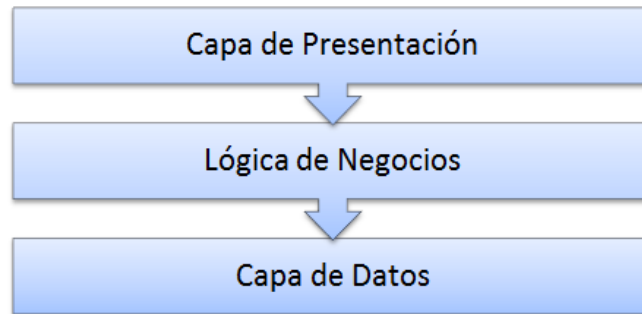 Capa de Presentación
Lógica de Negocios
Capa de Datos